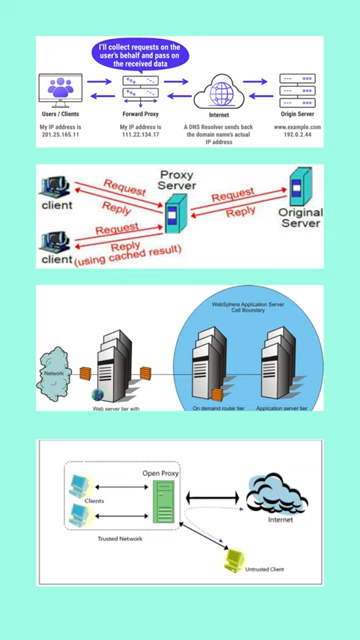 I'll collect requests on the
user's behalf and pass on
the received data
Users / Clients
Forward Proxy
Internet
Origin Server
My IP address is
201.25.165.11
My IP address is
111.22.134.17
A DNS Resolver sends back
the domain name's actual
IP address
www.example.com
192.0.2.44
Proxy
Server
client
Request
Reply
Request
Reply
Original
Server
client
Request
Reply
(using cached result)
WebSphere Application Server
Cell Boundary
Network
Web server tier with
On demand router tier
Application server tier
Open Proxy
Clients
Internet
Trusted Network
Untrusted Client